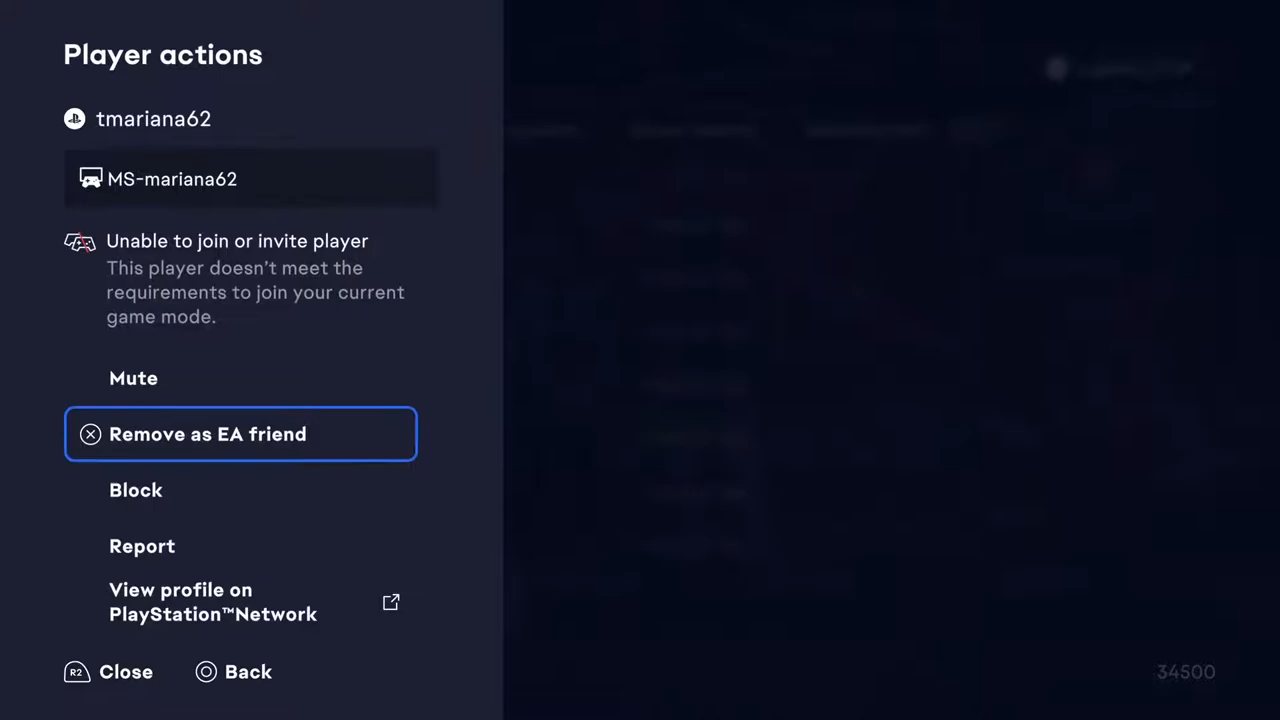 Player actions
tmariana62
MS-mariana62
Unable to join or invite player
This player doesn't meet the
requirements to join your current
game mode.
Mute
Remove as EA friend
Block
Report
View profile on
PlayStation™Network
R2 Close Back
34500